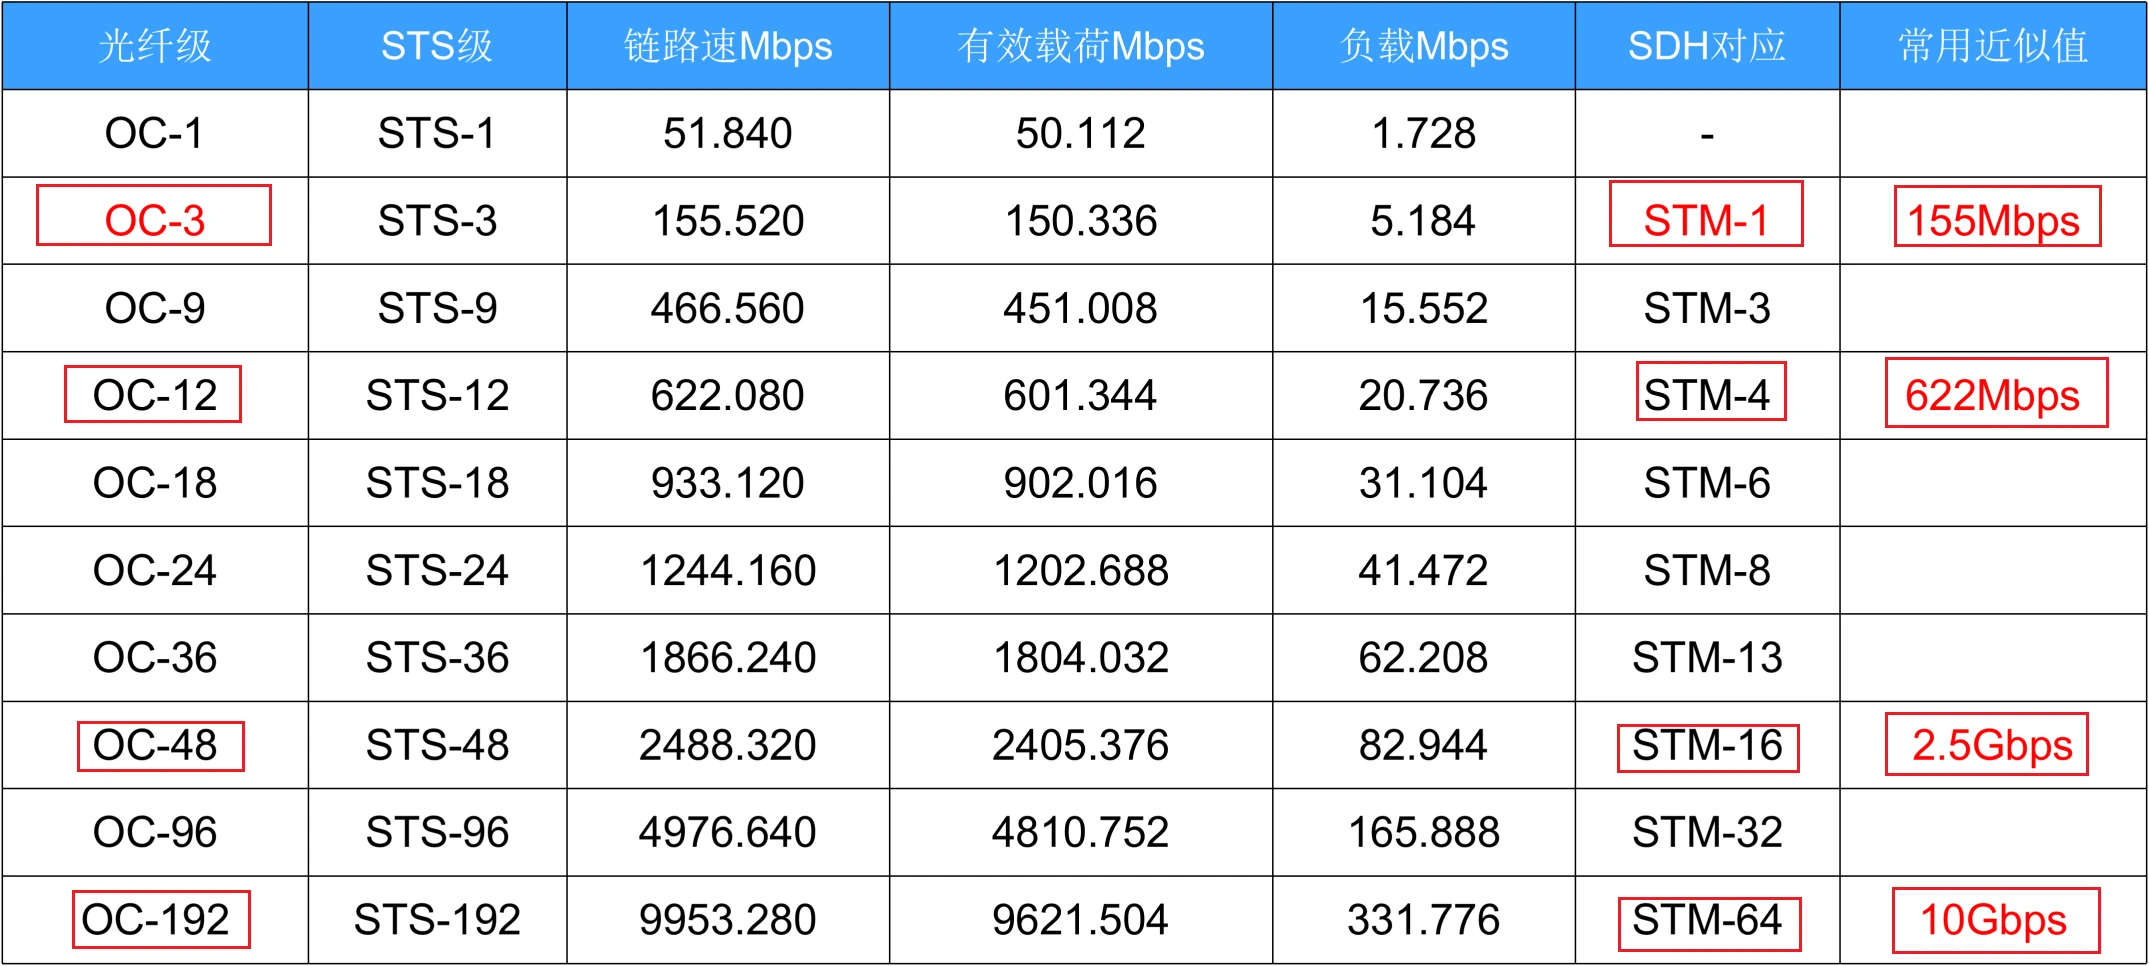 光纤级 STS级 链路速Mbps 有效载荷Mbps 负载Mbps SDH对应 常用近似值
OC-1 STS-1 51.840 50.112 1.728 -
OC-3 STS-3 155.520 150.336 5.184 STM-1 155Mbps
OC-9 STS-9 466.560 451.008 15.552 STM-3
OC-12 STS-12 622.080 601.344 20.736 STM-4 622Mbps
OC-18 STS-18 933.120 902.016 31.104 STM-6
OC-24 STS-24 1244.160 1202.688 41.472 STM-8
OC-36 STS-36 1866.240 1804.032 62.208 STM-13
OC-48 STS-48 2488.320 2405.376 82.944 STM-16 2.5Gbps
OC-96 STS-96 4976.640 4810.752 165.888 STM-32
OC-192 STS-192 9953.280 9621.504 331.776 STM-64 10Gbps